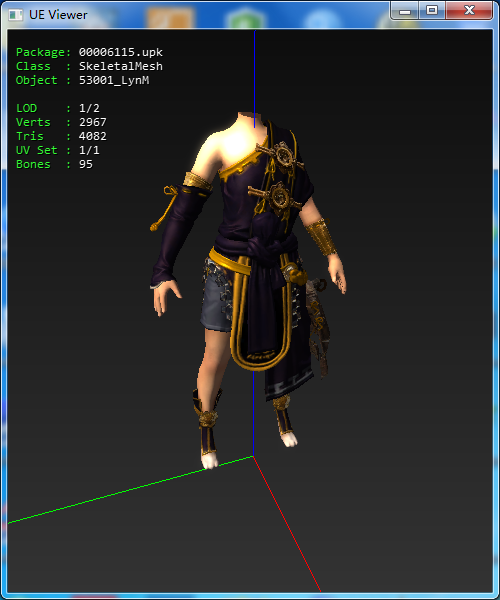 UE Viewer
Package: 00006115.upk
Class : SkeletalMesh
Object : 53001_LynM
LOD : 1/2
Verts : 2967
Tris : 4082
UV Set : 1/1
Bones : 95